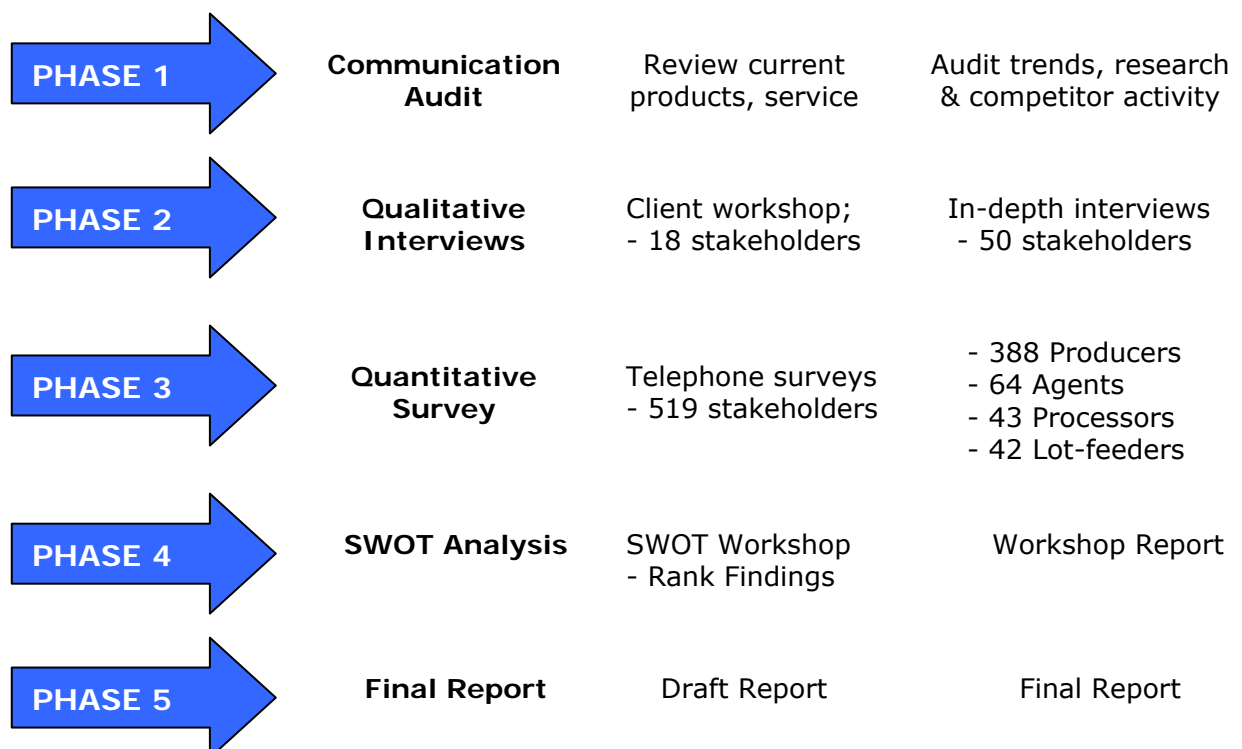 PHASE 1
Communication
Audit
Review current
products, service
Audit trends, research
& competitor activity
PHASE 2
Qualitative
Interviews
Client workshop;
- 18 stakeholders
In-depth interviews
- 50 stakeholders
PHASE 3
Quantitative
Survey
Telephone surveys
- 519 stakeholders
- 388 Producers
- 64 Agents
- 43 Processors
- 42 Lot-feeders
PHASE 4
SWOT Analysis
SWOT Workshop
- Rank Findings
Workshop Report
PHASE 5
Final Report
Draft Report
Final Report